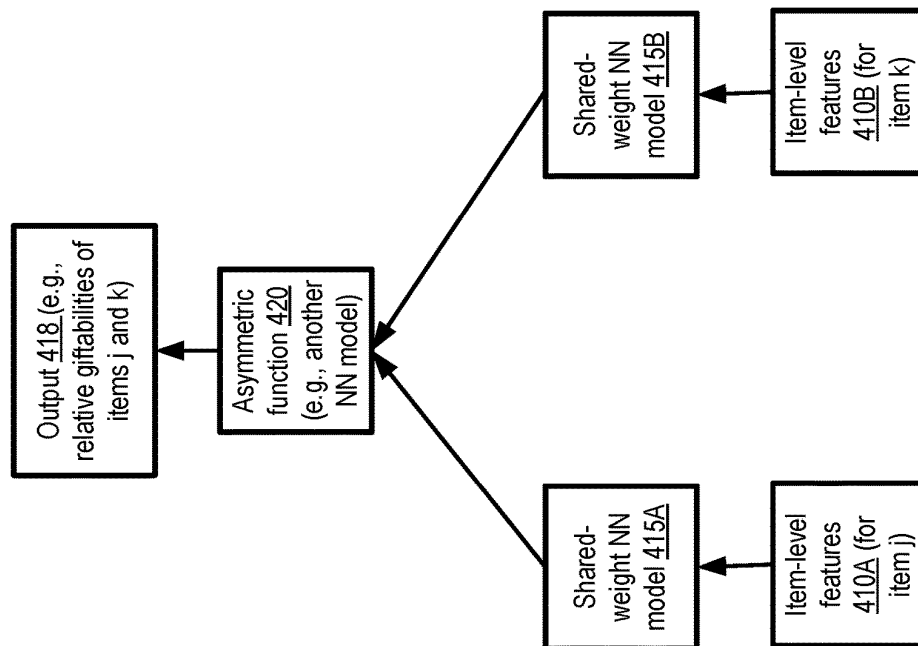 Output 418 (e.g.,
relative giftabilities of
items j and k)
Asymmetric
function 420
(e.g., another
NN model)
Shared-
weight NN
model 415A
Shared-
weight NN
model 415B
Item-level
features
410A (for
item j)
Item-level
features
410B (for
item k)